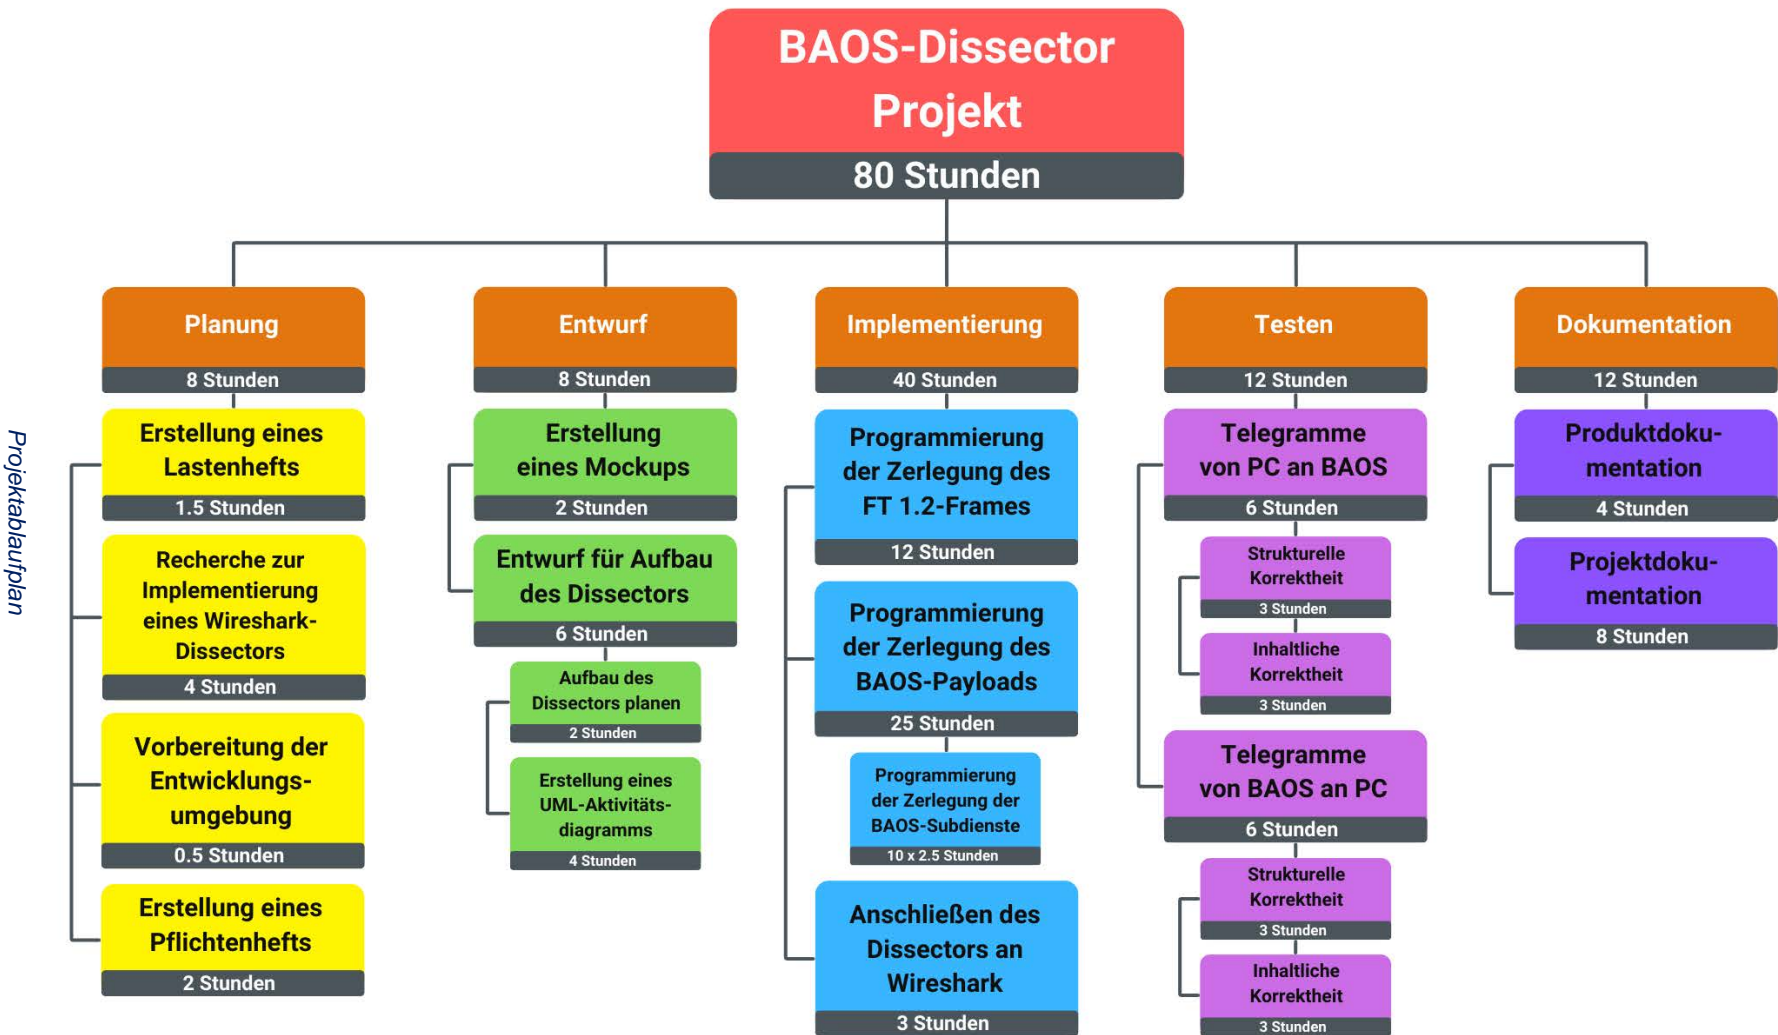 BAOS-Dissector
Projekt
80 Stunden
Projektablaufplan
Planung
8 Stunden
Erstellung eines
Lastenhefts
1.5 Stunden
Recherche zur
Implementierung
eines Wireshark-
Dissectors
4 Stunden
Vorbereitung der
Entwicklungs-
umgebung
0.5 Stunden
Erstellung eines
Pflichtenhefts
2 Stunden
Entwurf
8 Stunden
Erstellung
eines Mockups
2 Stunden
Entwurf für Aufbau
des Dissectors
6 Stunden
Aufbau des
Dissectors planen
2 Stunden
Erstellung eines
UML-Aktivitäts-
diagramms
4 Stunden
Implementierung
40 Stunden
Programmierung
der Zerlegung des
FT 1.2-Frames
12 Stunden
Programmierung
der Zerlegung des
BAOS-Payloads
25 Stunden
Programmierung
der Zerlegung der
BAOS-Subdienste
10 x 2.5 Stunden
Anschließen des
Dissectors an
Wireshark
3 Stunden
Testen
12 Stunden
Telegramme
von PC an BAOS
6 Stunden
Strukturelle
Korrektheit
3 Stunden
Inhaltliche
Korrektheit
3 Stunden
Telegramme
von BAOS an PC
6 Stunden
Strukturelle
Korrektheit
3 Stunden
Inhaltliche
Korrektheit
3 Stunden
Dokumentation
12 Stunden
Produktdoku-
mentation
4 Stunden
Projektdoku-
mentation
8 Stunden